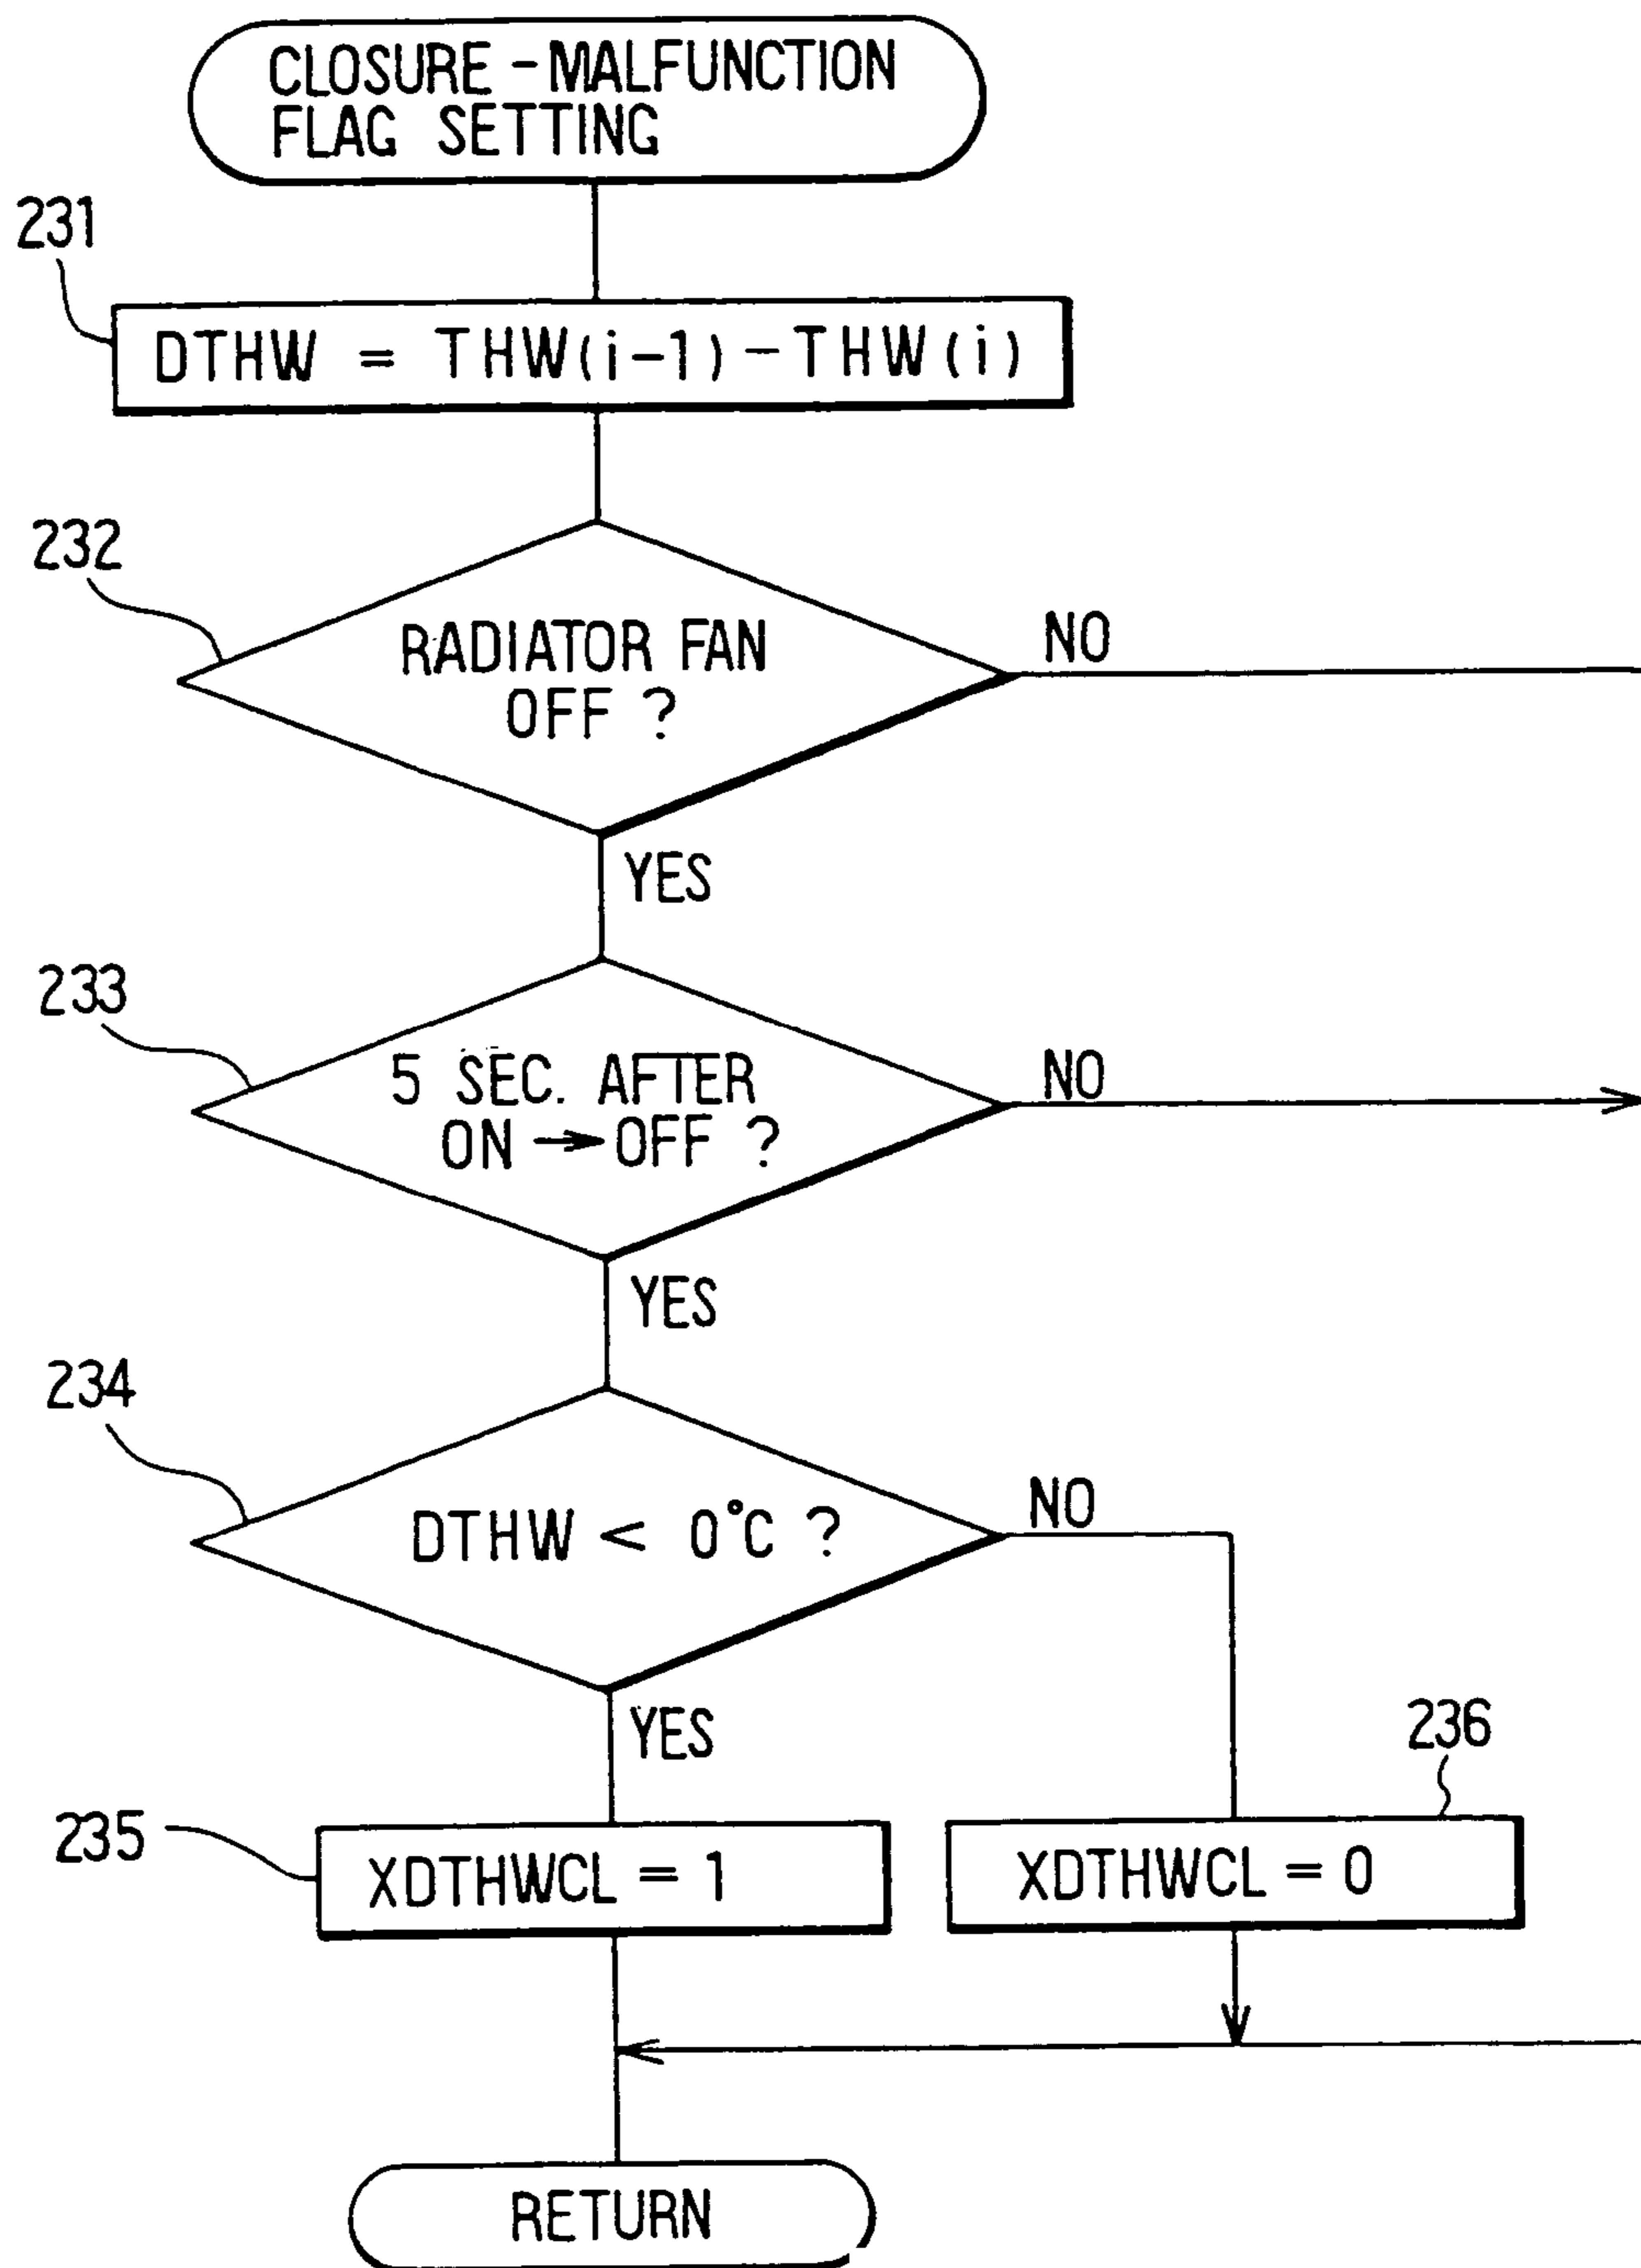 CLOSURE-MALFUNCTION
FLAG SETTING
231
DTHW = THW(i-1)-THW(i)
232
RADIATOR FAN
OFF ?
NO
YES
233
5 SEC. AFTER
ON → OFF ?
NO
YES
234
DTHW < 0°C ?
NO
YES
235
XDTHWCL = 1
236
XDTHWCL = 0
RETURN